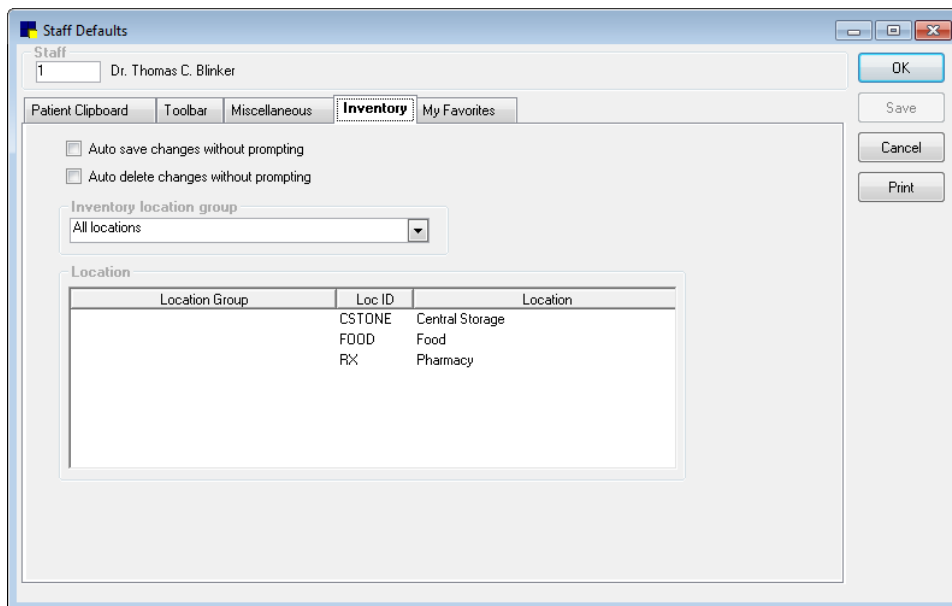 Staff Defaults
Staff
1 Dr. Thomas C. Blinker
OK
Save
Cancel
Print
Patient Clipboard Toolbar Miscellaneous Inventory My Favorites
Auto save changes without prompting
Auto delete changes without prompting
Inventory location group
All locations
Location
Location Group Loc ID Location
CSTONE Central Storage
FOOD Food
RX Pharmacy